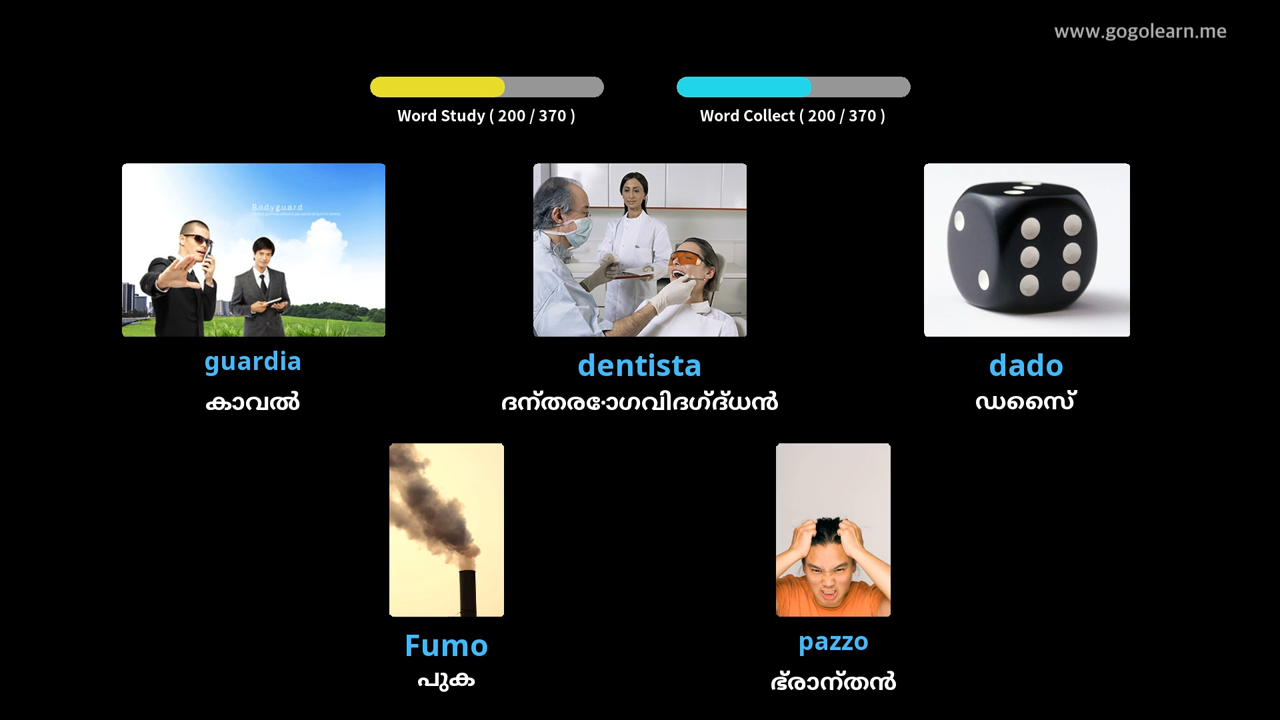 www.gogolearn.me
Word Study ( 200 / 370 )
Word Collect ( 200 / 370 )
Bodyguard
guardia
dentista
dado
കാവൽ
ദന്തരോഗവിദഗ്ദ്ധൻ
ഡൈസ്
Fumo
pazzo
പുക
ഭ്രാന്തൻ